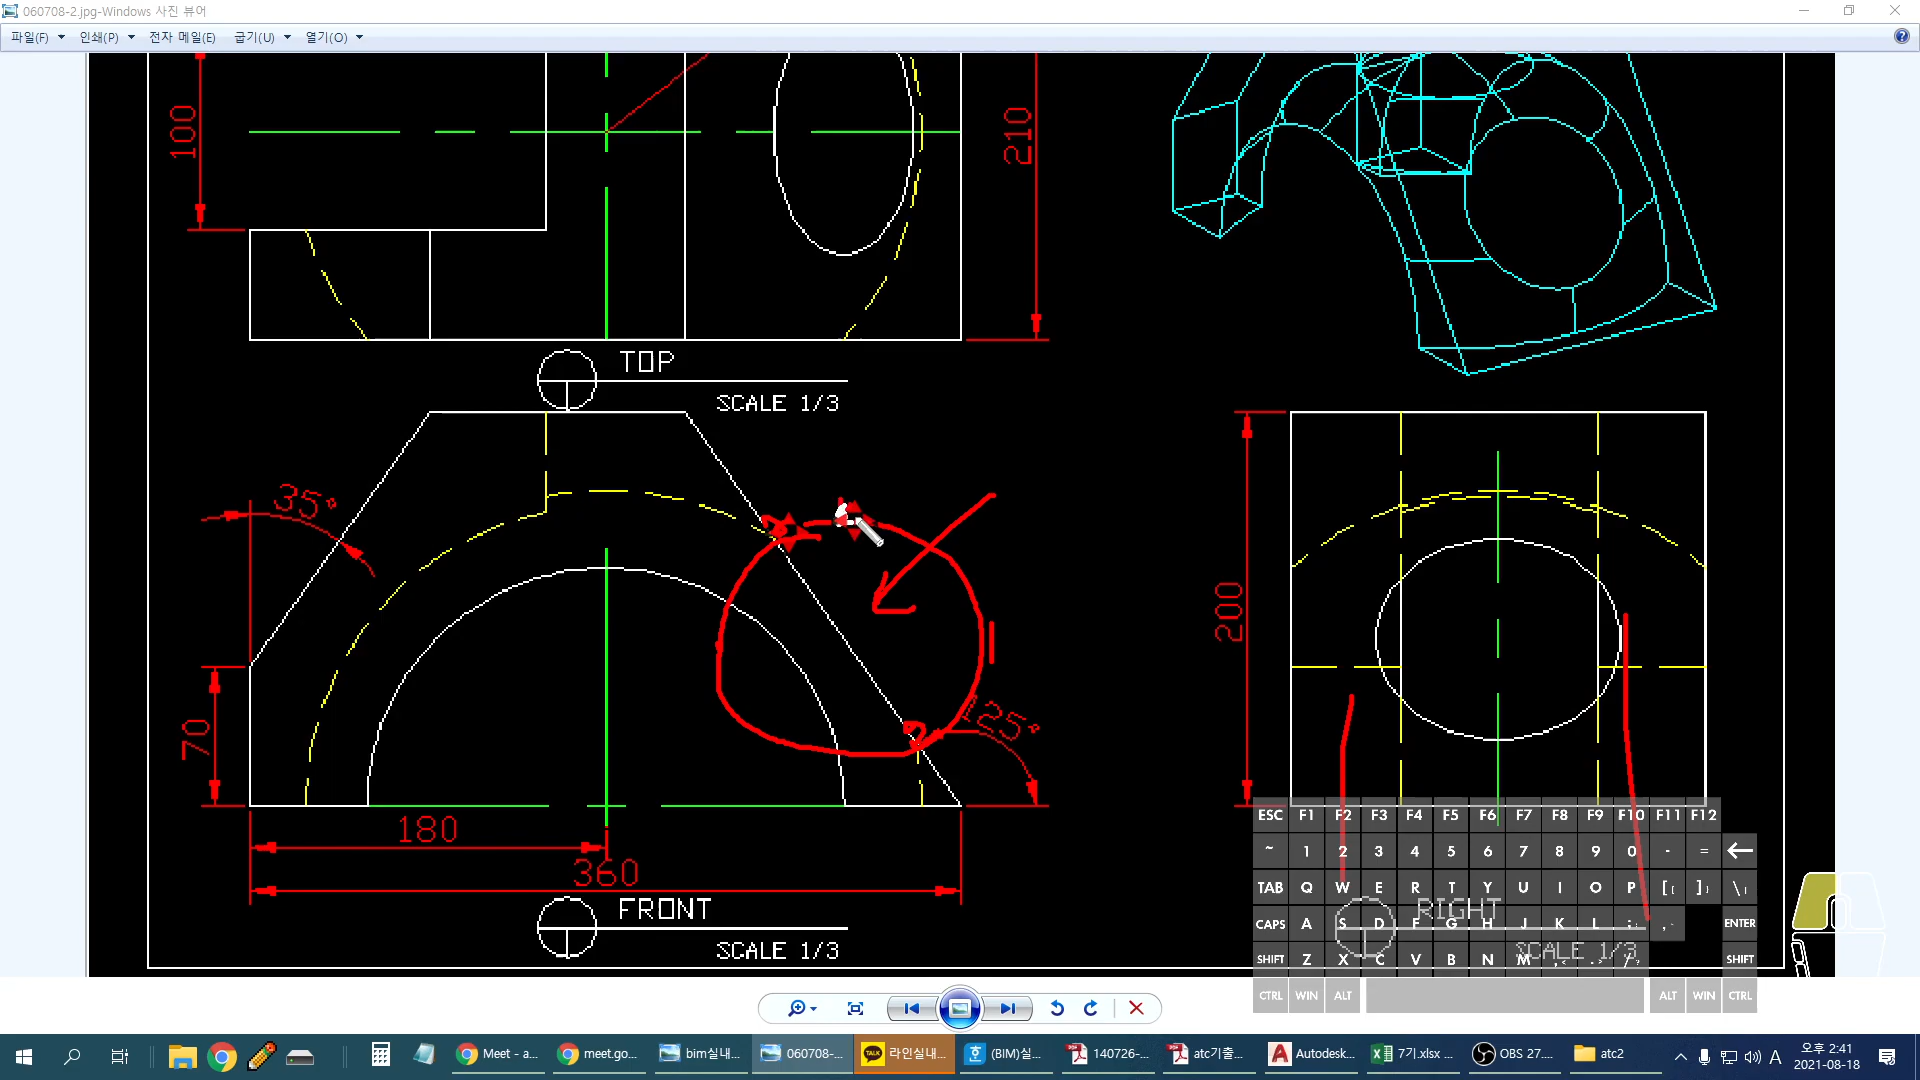 060708-2.jpg-Windows 사진 뷰어
파일(F) 인쇄(P) 전자 메일(E) 굽기(U) 열기(O)
100
210
TOP
SCALE 1/3
35°
125°
70
200
180
360
FRONT
SCALE 1/3
RIGHT
SCALE 1/3
ESC F1 F2 F3 F4 F5 F6 F7 F8 F9 F10 F11 F12
~ 1 2 3 4 5 6 7 8 9 0 - =
TAB Q W E R T Y U I O P [{ ]} \|
CAPS A S D F G H J K L ;: ,. ENTER
SHIFT Z X C V B N M ,< .> /? SHIFT
CTRL WIN ALT ALT WIN CTRL
Meet - a... meet.go... bim실내... 060708-... TALK 라인실내... (BIM)실... 140726-... atc기출... Autodesk... 7기.xlsx ... OBS 27.... atc2 A 오후 2:41
2021-08-18